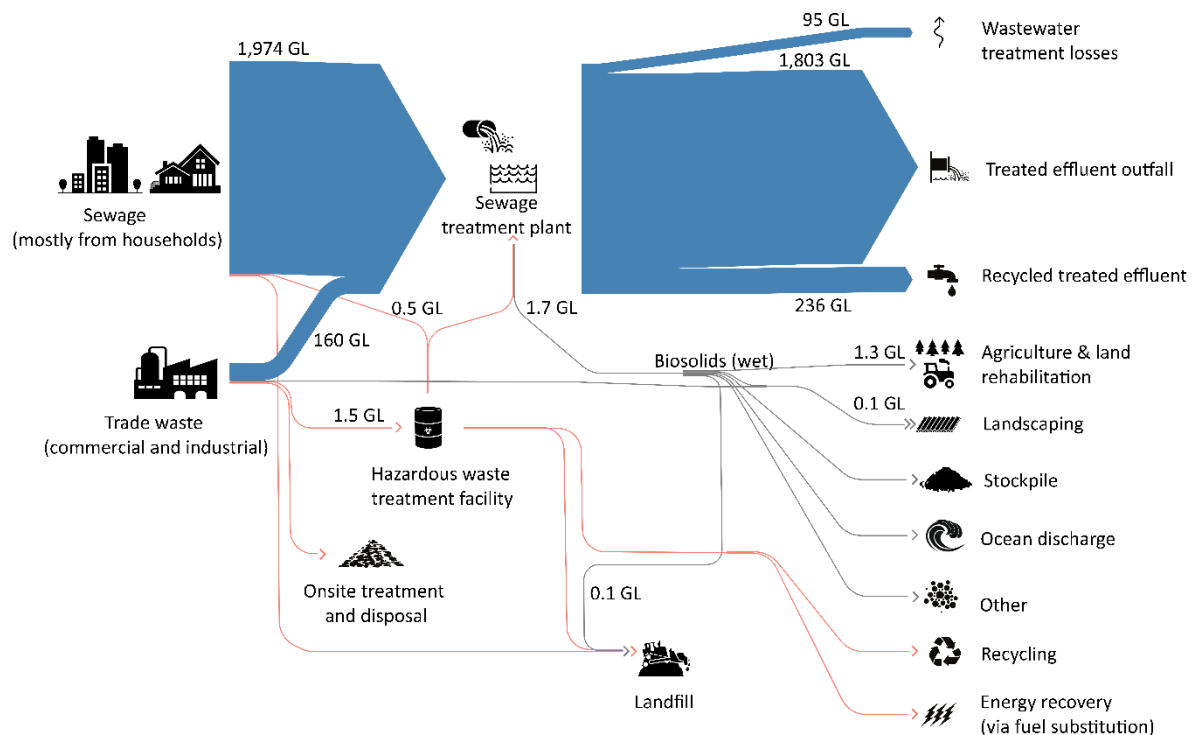 1,974 GL
95 GL
Wastewater
treatment losses
1,803 GL
Sewage
(mostly from households)
Sewage
treatment plant
Treated effluent outfall
Recycled treated effluent
236 GL
0.5 GL
1.7 GL
160 GL
Biosolids (wet)
1.3 GL
Agriculture & land
rehabilitation
0.1 GL
Landscaping
Trade waste
(commercial and industrial)
1.5 GL
Hazardous waste
treatment facility
Stockpile
Ocean discharge
Onsite treatment
and disposal
0.1 GL
Other
Recycling
Landfill
Energy recovery
(via fuel substitution)